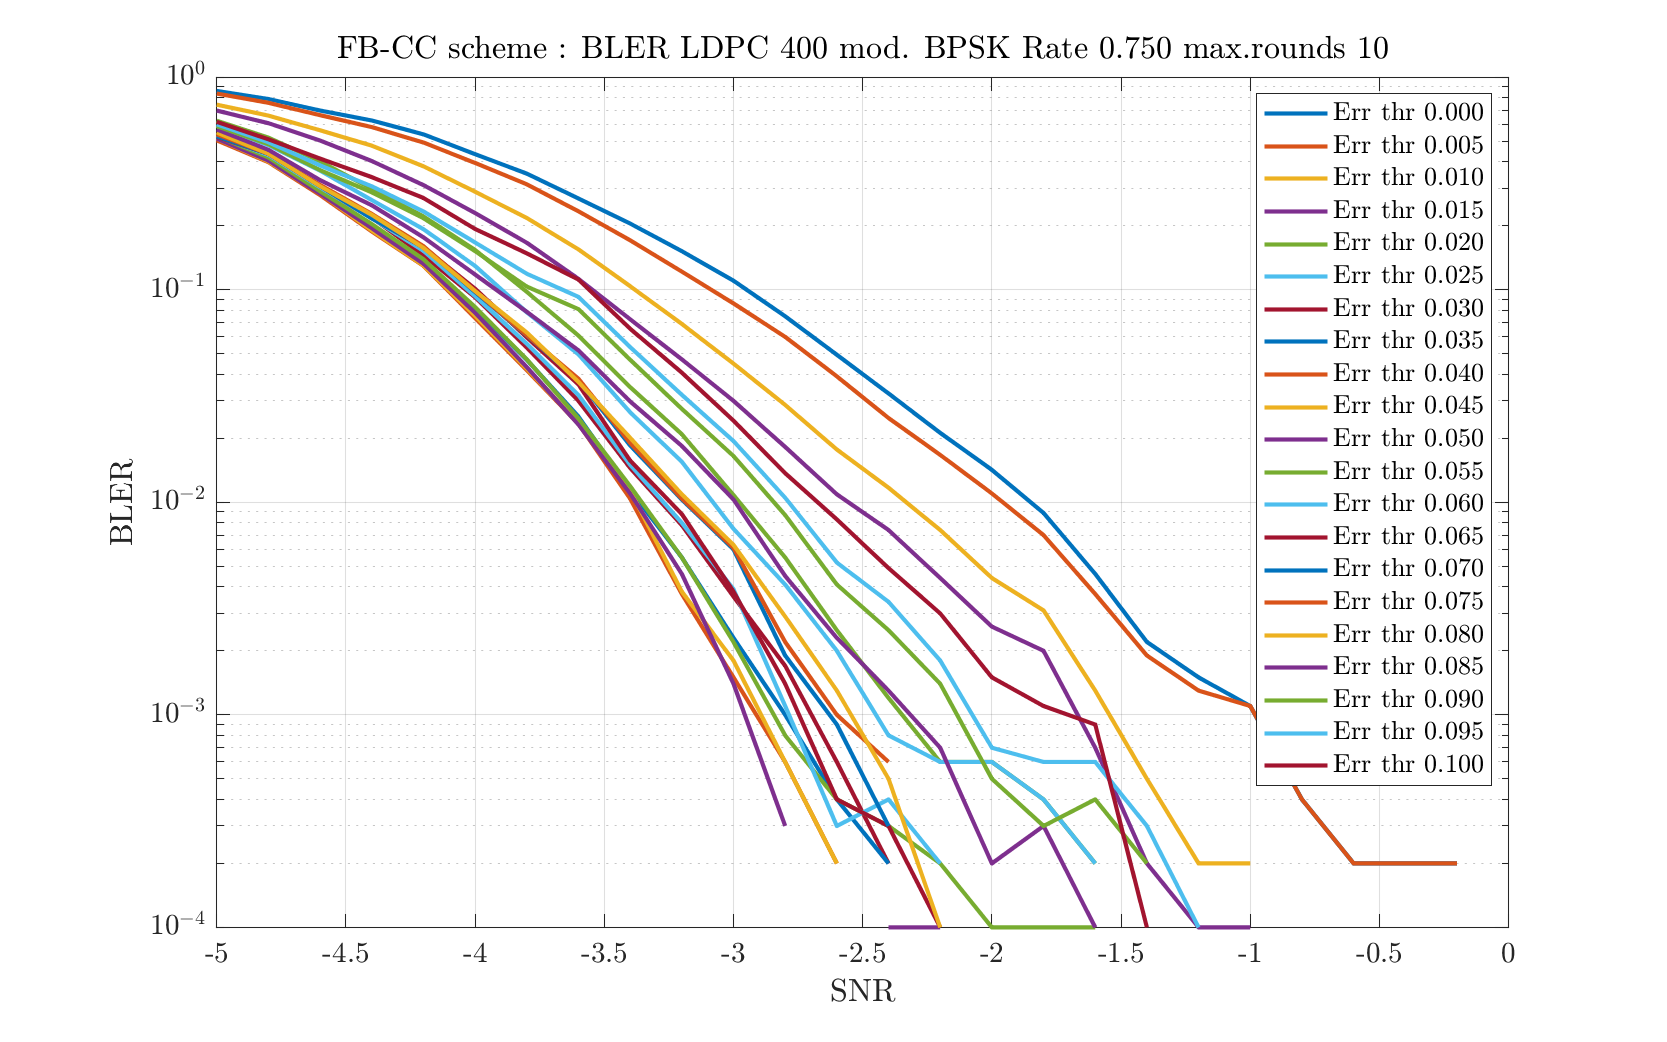 FB-CC scheme : BLER LDPC 400 mod. BPSK Rate 0.750 max.rounds 10
10⁰
10⁻¹
10⁻²
10⁻³
10⁻⁴
BLER
Err thr 0.000
Err thr 0.005
Err thr 0.010
Err thr 0.015
Err thr 0.020
Err thr 0.025
Err thr 0.030
Err thr 0.035
Err thr 0.040
Err thr 0.045
Err thr 0.050
Err thr 0.055
Err thr 0.060
Err thr 0.065
Err thr 0.070
Err thr 0.075
Err thr 0.080
Err thr 0.085
Err thr 0.090
Err thr 0.095
Err thr 0.100
-5 -4.5 -4 -3.5 -3 -2.5 -2 -1.5 -1 -0.5 0
SNR